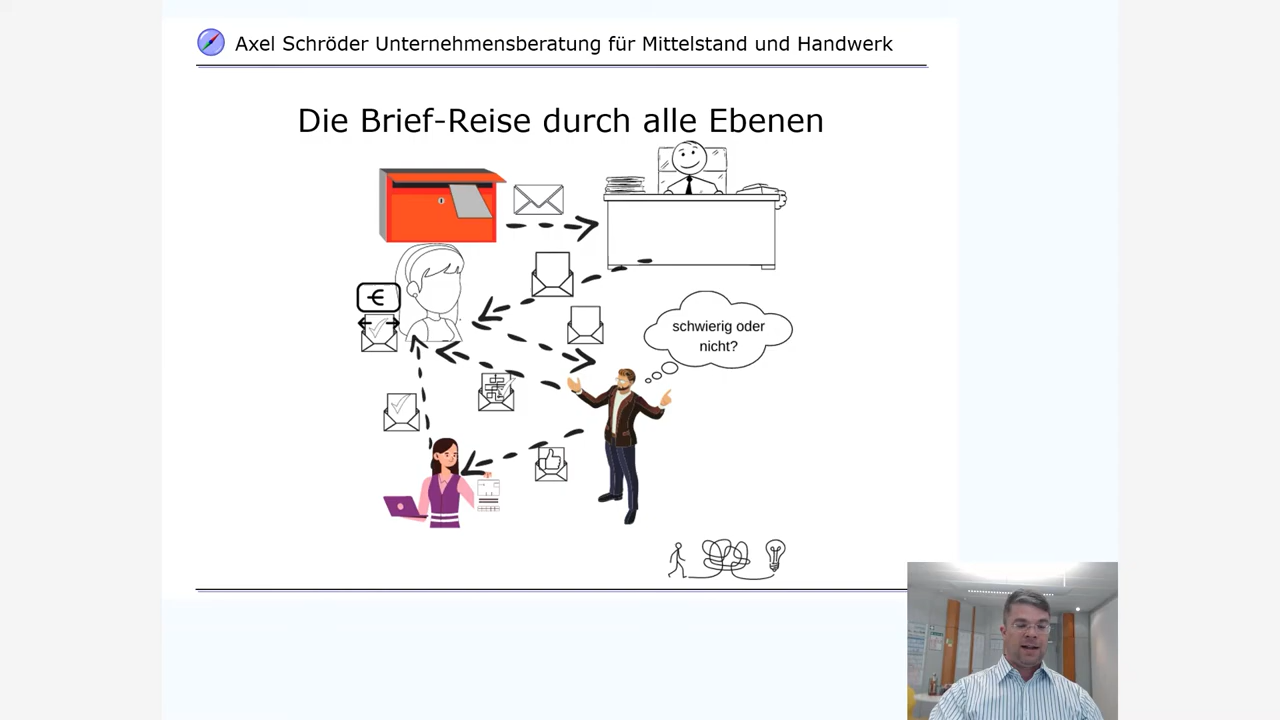 Axel Schröder Unternehmensberatung für Mittelstand und Handwerk
Die Brief-Reise durch alle Ebenen
€
schwierig oder
nicht?